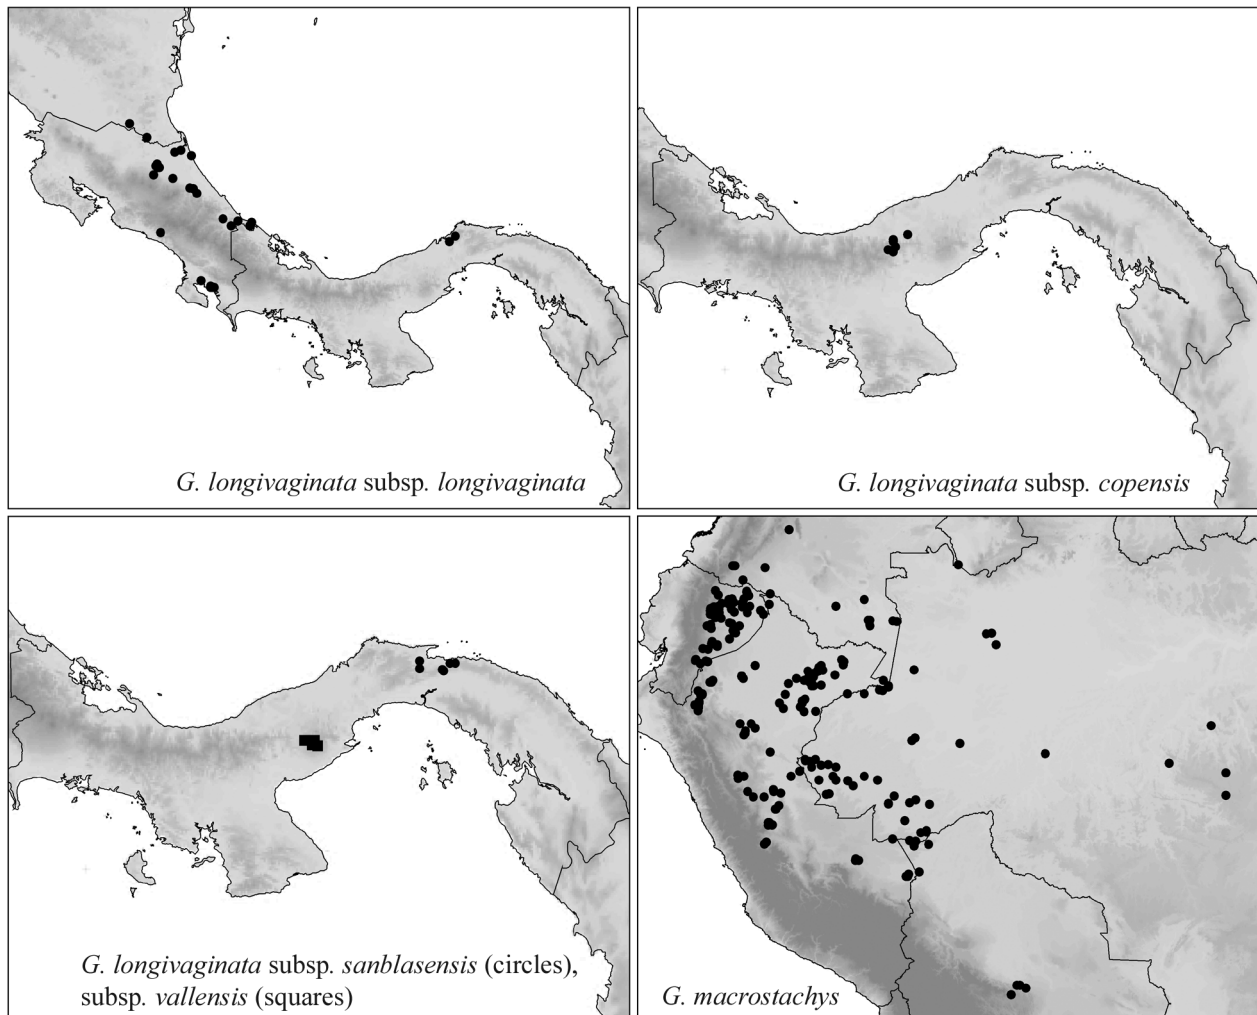 G. longivaginata subsp. longivaginata
G. longivaginata subsp. copensis
G. longivaginata subsp. sanblasensis (circles),
subsp. vallensis (squares)
G. macrostachys